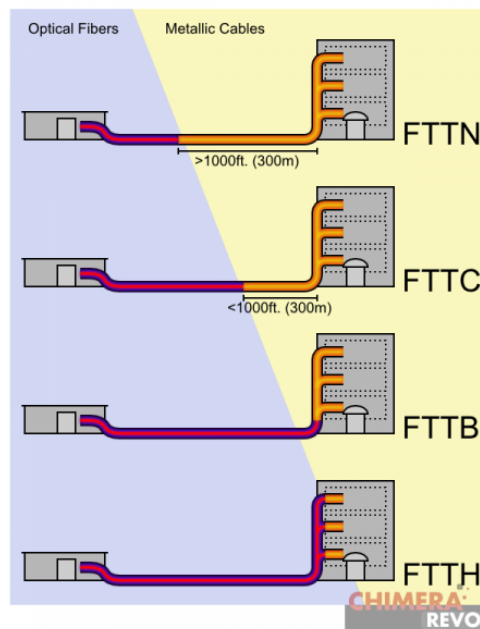 Optical Fibers Metallic Cables
FTTN
>1000ft. (300m)
FTTC
<1000ft. (300m)
FTTB
FTTH
CHIMERA
REVO